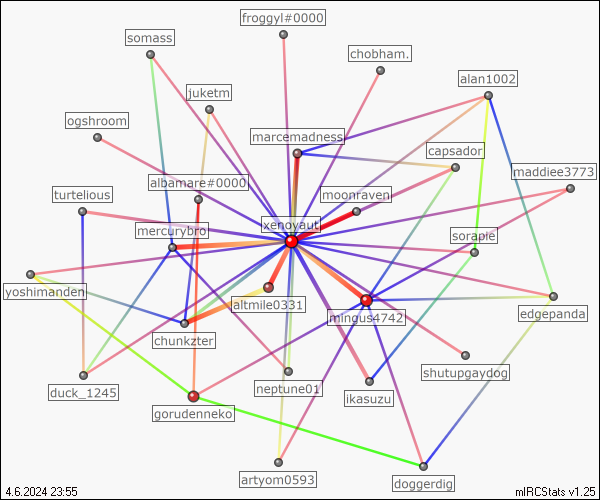 froggyl#0000
somass
chobham.
alan1002
juketm
ogshroom
marcemadness
capsador
maddiee3773
albamare#0000
turtelious
moonraven
xenoyaut
mercurybro
sorapie
yoshimanden
altmile0331
mingus4742
edgepanda
chunkzter
shutupgaydog
duck_1245
neptune01
ikasuzu
gorudenneko
artyom0593
doggerdig
4.6.2024 23:55
mIRCStats v1.25